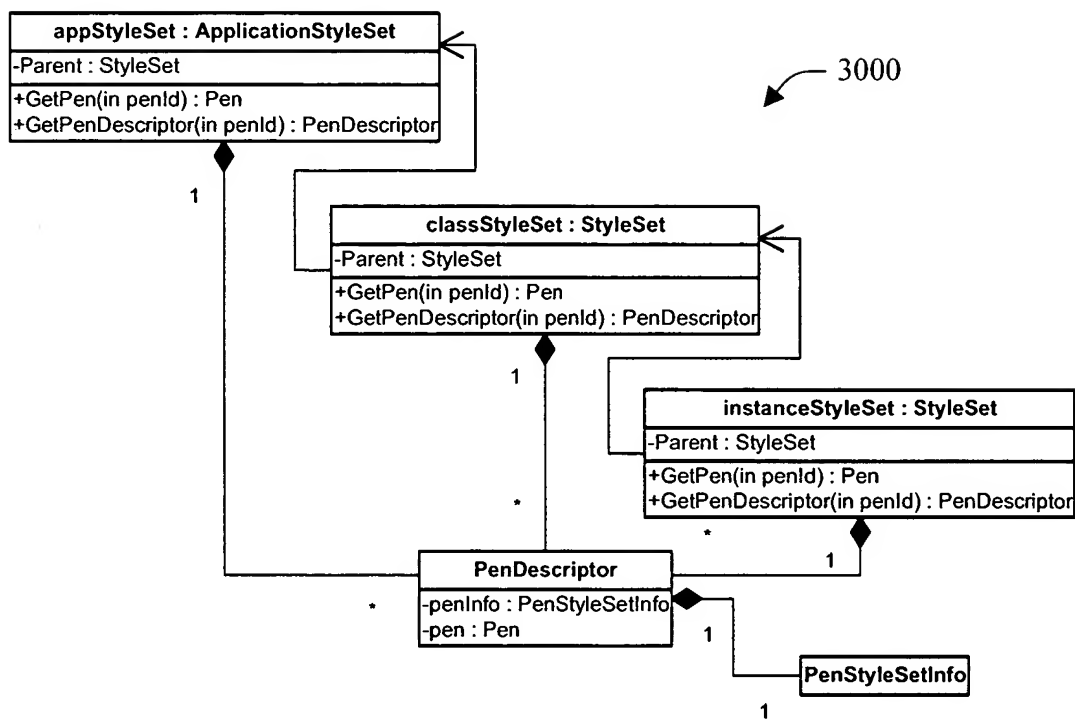 appStyleSet : ApplicationStyleSet
-Parent : StyleSet
+GetPen(in penId) : Pen
+GetPenDescriptor(in penId) : PenDescriptor
3000
1
classStyleSet : StyleSet
-Parent : StyleSet
+GetPen(in penId) : Pen
+GetPenDescriptor(in penId) : PenDescriptor
1
instanceStyleSet : StyleSet
-Parent : StyleSet
+GetPen(in penId) : Pen
+GetPenDescriptor(in penId) : PenDescriptor
*
*
1
PenDescriptor
-penInfo : PenStyleSetInfo
-pen : Pen
*
1
PenStyleSetInfo
1